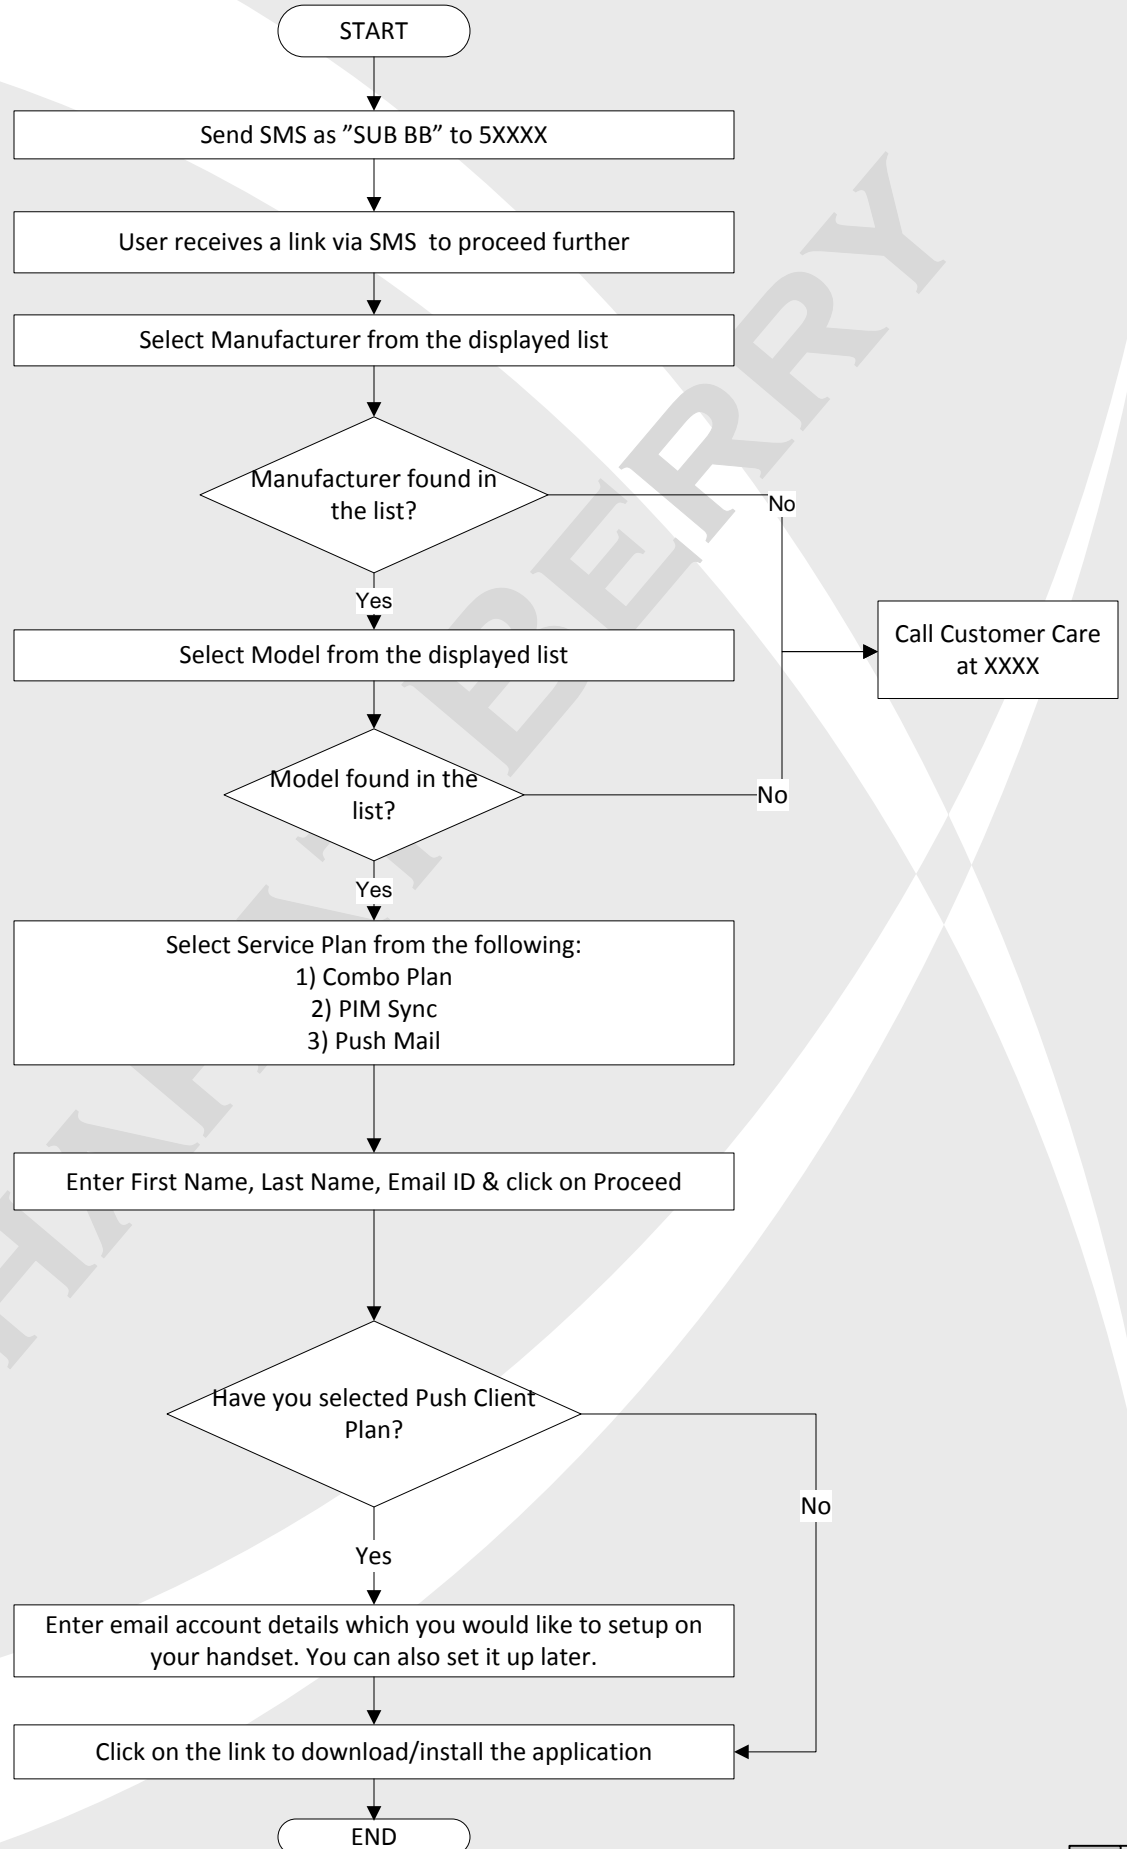 START
Send SMS as ”SUB BB” to 5XXXX
User receives a link via SMS to proceed further
Select Manufacturer from the displayed list
Manufacturer found in
the list?
No
Yes
Call Customer Care
at XXXX
Select Model from the displayed list
Model found in the
list?
No
Yes
Select Service Plan from the following:
1) Combo Plan
2) PIM Sync
3) Push Mail
Enter First Name, Last Name, Email ID & click on Proceed
Have you selected Push Client
Plan?
No
Yes
Enter email account details which you would like to setup on
your handset. You can also set it up later.
Click on the link to download/install the application
END
BERRY